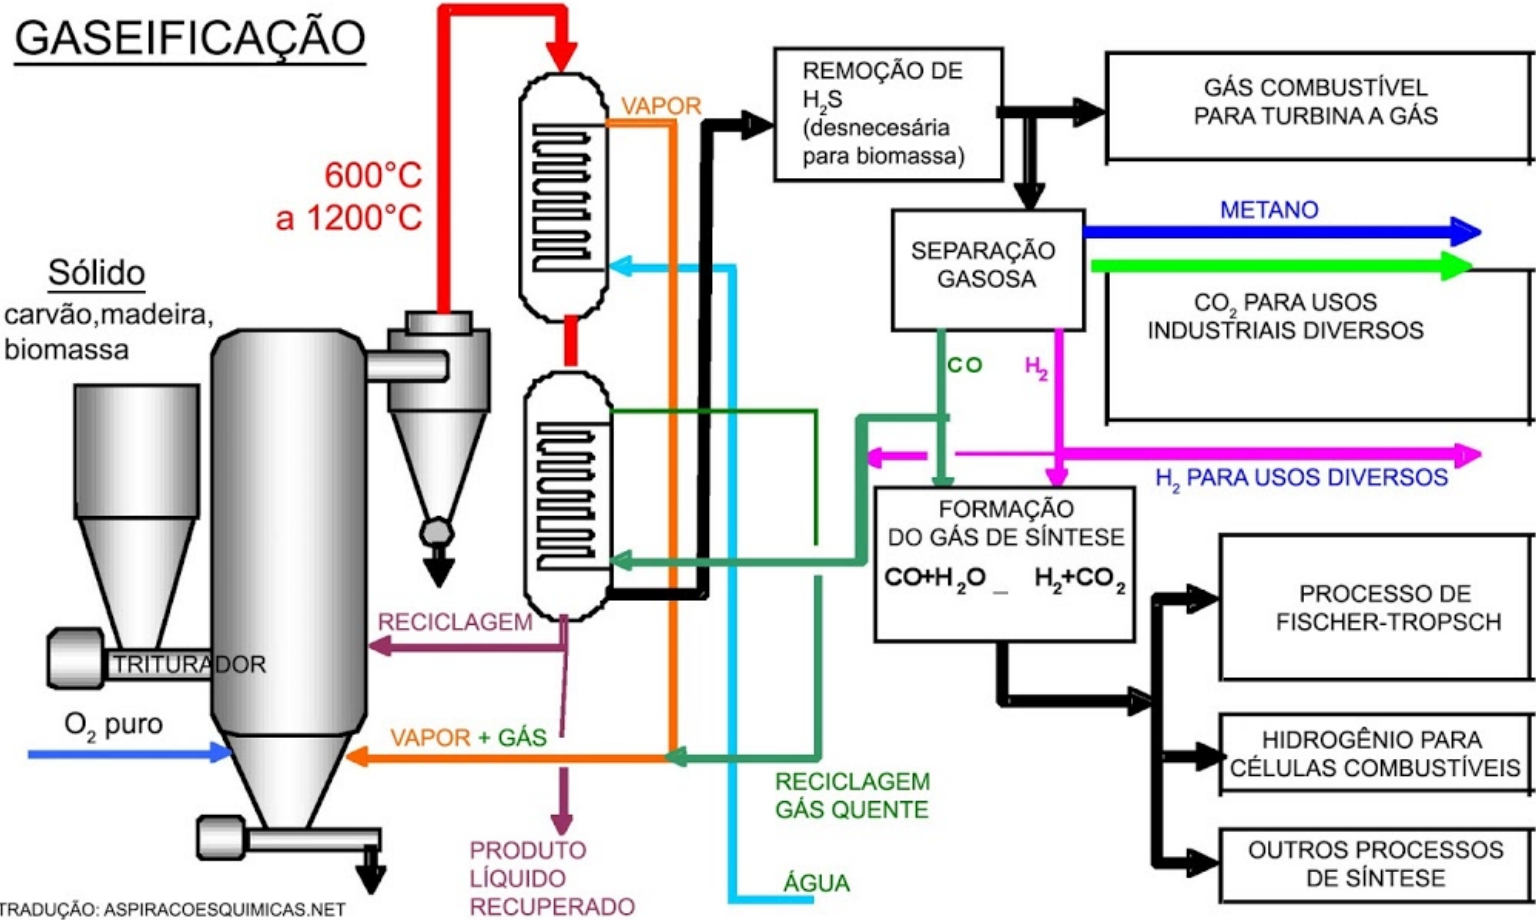 GASEIFICAÇÃO
600°C
a 1200°C
Sólido
carvão,madeira,
biomassa
TRITURADOR
O2 puro
VAPOR
REMOÇÃO DE
H2S
(desnecesária
para biomassa)
GÁS COMBUSTÍVEL
PARA TURBINA A GÁS
METANO
SEPARAÇÃO
GASOSA
CO2 PARA USOS
INDUSTRIAIS DIVERSOS
CO
H2
H2 PARA USOS DIVERSOS
FORMAÇÃO
DO GÁS DE SÍNTESE
CO+H2O _ H2+CO2
PROCESSO DE
FISCHER-TROPSCH
HIDROGÊNIO PARA
CÉLULAS COMBUSTÍVEIS
OUTROS PROCESSOS
DE SÍNTESE
RECICLAGEM
VAPOR + GÁS
RECICLAGEM
GÁS QUENTE
PRODUTO
LÍQUIDO
RECUPERADO
ÁGUA
TRADUÇÃO: ASPIRACOESQUIMICAS.NET